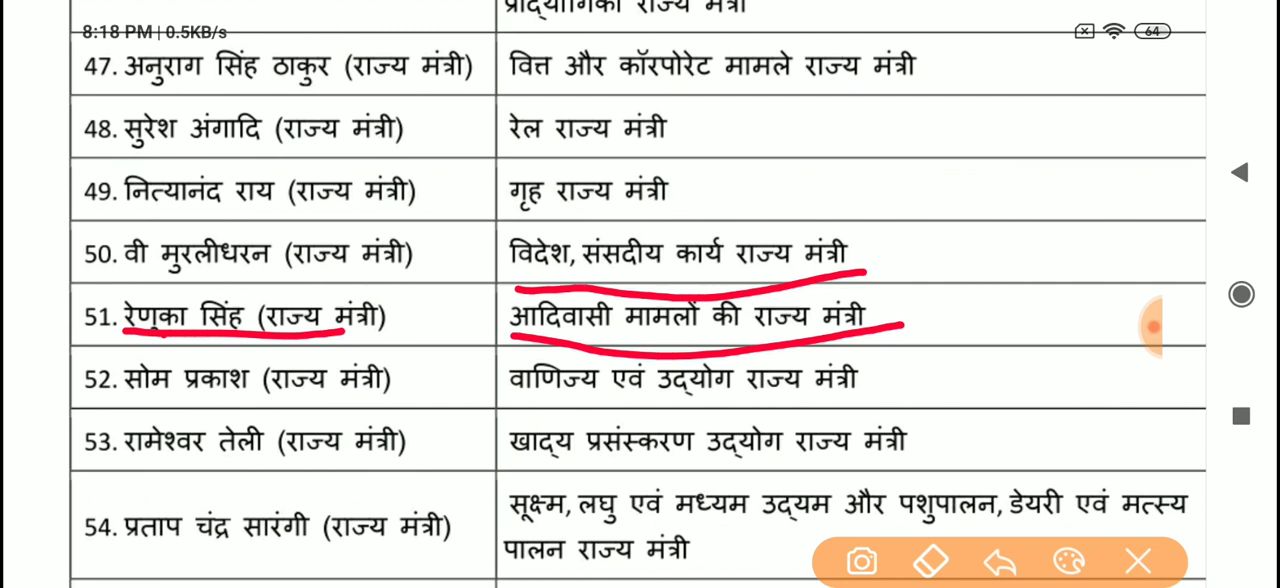 प्रौद्योगिकी राज्य मंत्री
8:18 PM | 0.5KB/s
64
47. अनुराग सिंह ठाकुर (राज्य मंत्री) वित्त और कॉरपोरेट मामले राज्य मंत्री
48. सुरेश अंगादि (राज्य मंत्री) रेल राज्य मंत्री
49. नित्यानंद राय (राज्य मंत्री) गृह राज्य मंत्री
50. वी मुरलीधरन (राज्य मंत्री) विदेश, संसदीय कार्य राज्य मंत्री
51. रेणुका सिंह (राज्य मंत्री) आदिवासी मामलों की राज्य मंत्री
52. सोम प्रकाश (राज्य मंत्री) वाणिज्य एवं उद्योग राज्य मंत्री
53. रामेश्वर तेली (राज्य मंत्री) खाद्य प्रसंस्करण उद्योग राज्य मंत्री
54. प्रताप चंद्र सारंगी (राज्य मंत्री) सूक्ष्म, लघु एवं मध्यम उद्यम और पशुपालन, डेयरी एवं मत्स्य
पालन राज्य मंत्री